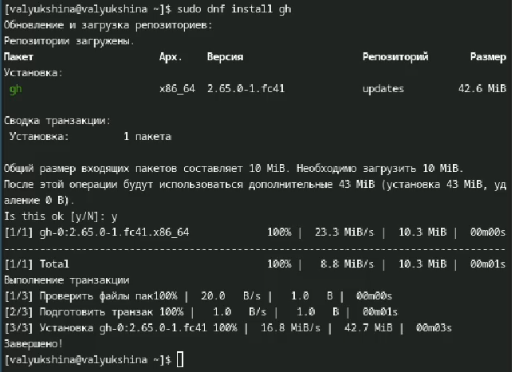 [valyukshina@valyukshina ~]$ sudo dnf install gh
Обновление и загрузка репозиториев:
Репозитории загружены.
Пакет Арх. Версия Репозиторий Размер
Установка:
gh x86_64 2.65.0-1.fc41 updates 42.6 MiB
Сводка транзакции:
Установка: 1 пакета
Общий размер входящих пакетов составляет 10 MiB. Необходимо загрузить 10 MiB.
После этой операции будут использоваться дополнительные 43 MiB (установка 43 MiB, уд
аление 0 B).
Is this ok [y/N]: y
[1/1] gh-0:2.65.0-1.fc41.x86_64 100% | 23.3 MiB/s | 10.3 MiB | 00m00s
--------------------------------------------------------------------------------
[1/1] Total 100% | 8.8 MiB/s | 10.3 MiB | 00m01s
Выполнение транзакции
[1/3] Проверить файлы пак100% | 20.0 B/s | 1.0 B | 00m00s
[2/3] Подготовить транзак 100% | 1.0 B/s | 1.0 B | 00m01s
[3/3] Установка gh-0:2.65.0-1.fc41 100% | 16.8 MiB/s | 42.7 MiB | 00m03s
Завершено!
[valyukshina@valyukshina ~]$